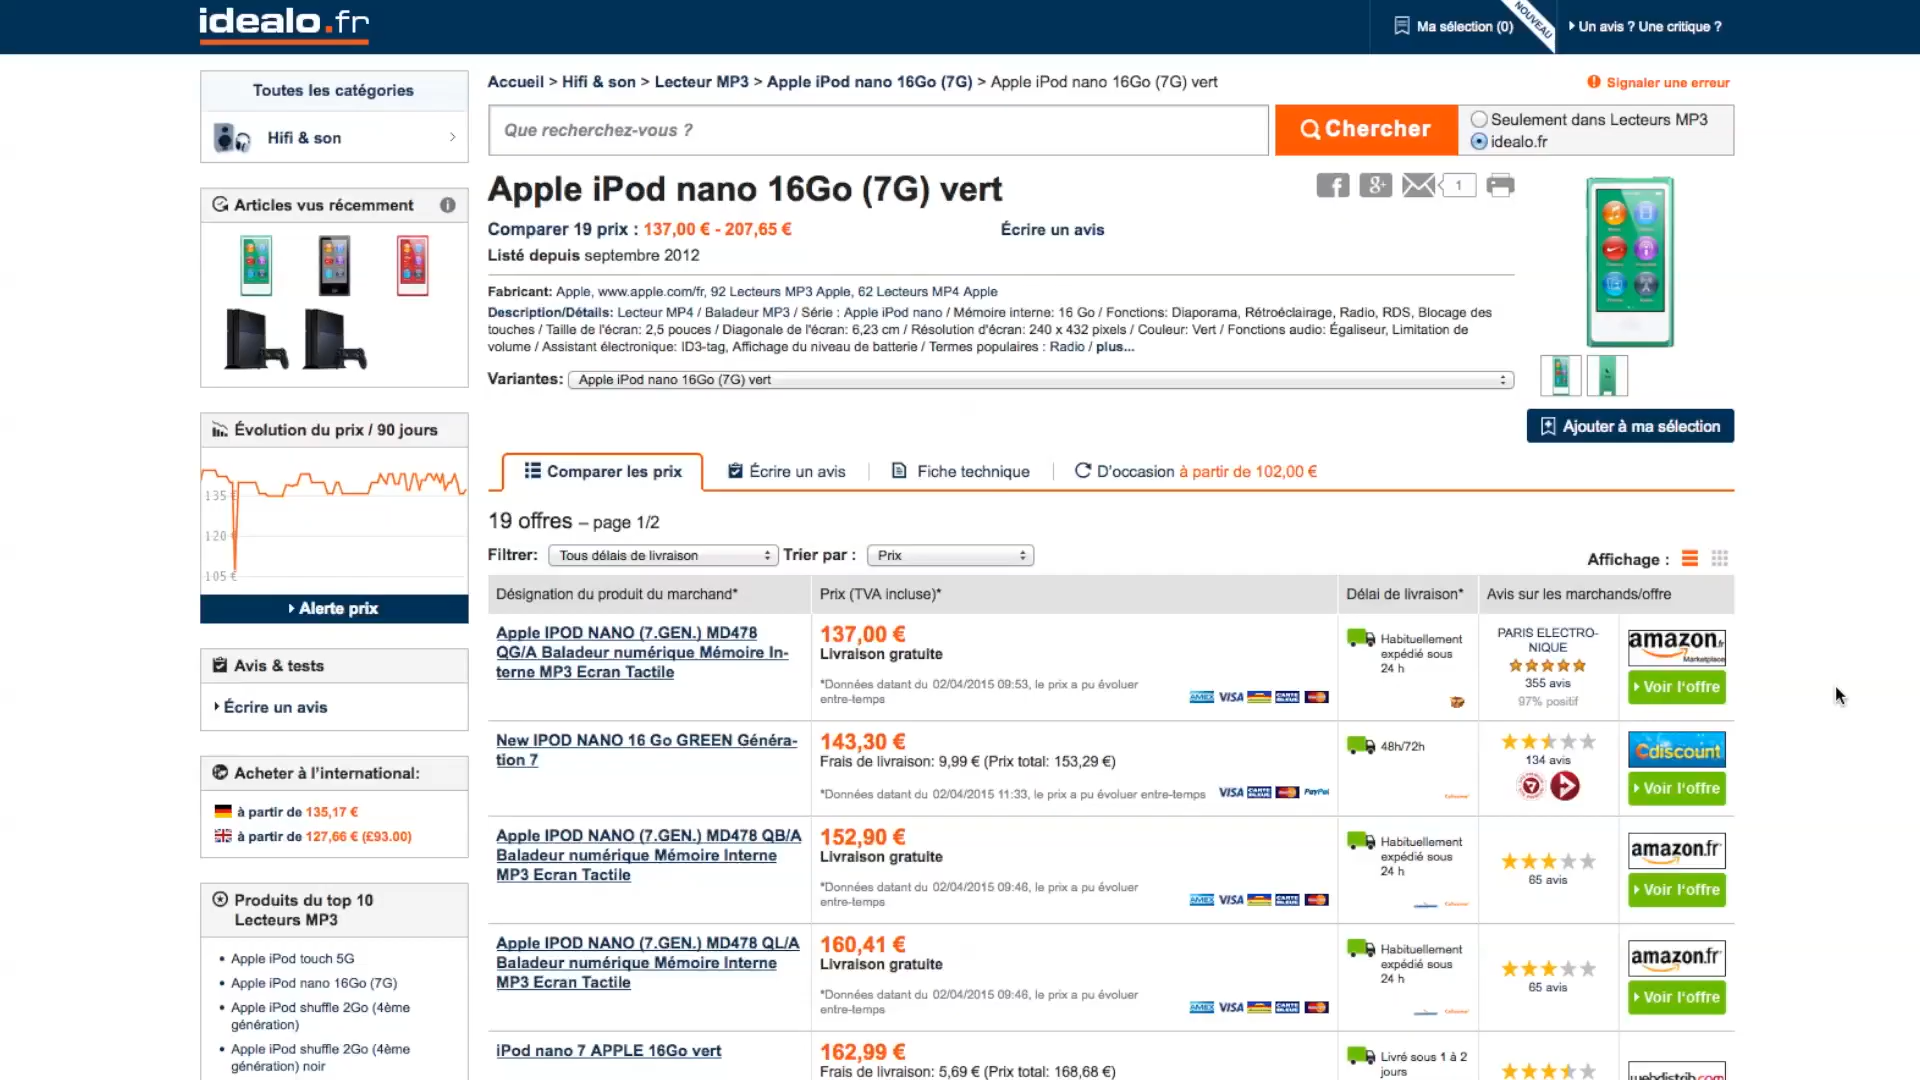 idealo.fr
Ma sélection (0)
NOUVEAU
Un avis ? Une critique ?
Toutes les catégories
Hifi & son
Accueil > Hifi & son > Lecteur MP3 > Apple iPod nano 16Go (7G) > Apple iPod nano 16Go (7G) vert
Signaler une erreur
Que recherchez-vous ?
Chercher
Seulement dans Lecteurs MP3
idealo.fr
Articles vus récemment
Apple iPod nano 16Go (7G) vert
1
Comparer 19 prix : 137,00 € - 207,65 €
Écrire un avis
Listé depuis septembre 2012
Fabricant: Apple, www.apple.com/fr, 92 Lecteurs MP3 Apple, 62 Lecteurs MP4 Apple
Description/Détails: Lecteur MP4 / Baladeur MP3 / Série : Apple iPod nano / Mémoire interne: 16 Go / Fonctions: Diaporama, Rétroéclairage, Radio, RDS, Blocage des
touches / Taille de l'écran: 2,5 pouces / Diagonale de l'écran: 6,23 cm / Résolution d'écran: 240 x 432 pixels / Couleur: Vert / Fonctions audio: Égaliseur, Limitation de
volume / Assistant électronique: ID3-tag, Affichage du niveau de batterie / Termes populaires : Radio / plus...
Variantes: Apple iPod nano 16Go (7G) vert
Ajouter à ma sélection
Évolution du prix / 90 jours
135 €
120
105 €
Alerte prix
Avis & tests
Écrire un avis
Acheter à l'international:
à partir de 135,17 €
à partir de 127,66 € (£93.00)
Produits du top 10
Lecteurs MP3
Apple iPod touch 5G
Apple iPod nano 16Go (7G)
Apple iPod shuffle 2Go (4ème
génération)
Apple iPod shuffle 2Go (4ème
génération) noir
Comparer les prix
Écrire un avis
Fiche technique
D'occasion à partir de 102,00 €
19 offres – page 1/2
Filtrer: Tous délais de livraison Trier par : Prix
Affichage :
Désignation du produit du marchand* Prix (TVA incluse)* Délai de livraison* Avis sur les marchands/offre
Apple IPOD NANO (7.GEN.) MD478
QG/A Baladeur numérique Mémoire In-
terne MP3 Ecran Tactile
137,00 €
Livraison gratuite
*Données datant du 02/04/2015 09:53, le prix a pu évoluer
entre-temps
AMEX VISA CARTE BLEUE MasterCard
Habituellement
expédié sous
24 h
PARIS ELECTRO-
NIQUE
355 avis
97% positif
amazon.fr
Marketplace
Voir l'offre
New IPOD NANO 16 Go GREEN Généra-
tion 7
143,30 €
Frais de livraison: 9,99 € (Prix total: 153,29 €)
*Données datant du 02/04/2015 11:33, le prix a pu évoluer entre-temps
VISA CARTE BLEUE MasterCard PayPal
48h/72h
134 avis
Cdiscount
Voir l'offre
Apple IPOD NANO (7.GEN.) MD478 QB/A
Baladeur numérique Mémoire Interne
MP3 Ecran Tactile
152,90 €
Livraison gratuite
*Données datant du 02/04/2015 09:46, le prix a pu évoluer
entre-temps
AMEX VISA CARTE BLEUE MasterCard
Habituellement
expédié sous
24 h
65 avis
amazon.fr
Voir l'offre
Apple IPOD NANO (7.GEN.) MD478 QL/A
Baladeur numérique Mémoire Interne
MP3 Ecran Tactile
160,41 €
Livraison gratuite
*Données datant du 02/04/2015 09:46, le prix a pu évoluer
entre-temps
AMEX VISA CARTE BLEUE MasterCard
Habituellement
expédié sous
24 h
65 avis
amazon.fr
Voir l'offre
iPod nano 7 APPLE 16Go vert
162,99 €
Frais de livraison: 5,69 € (Prix total: 168,68 €)
Livré sous 1 à 2
jours
webdistrib.com